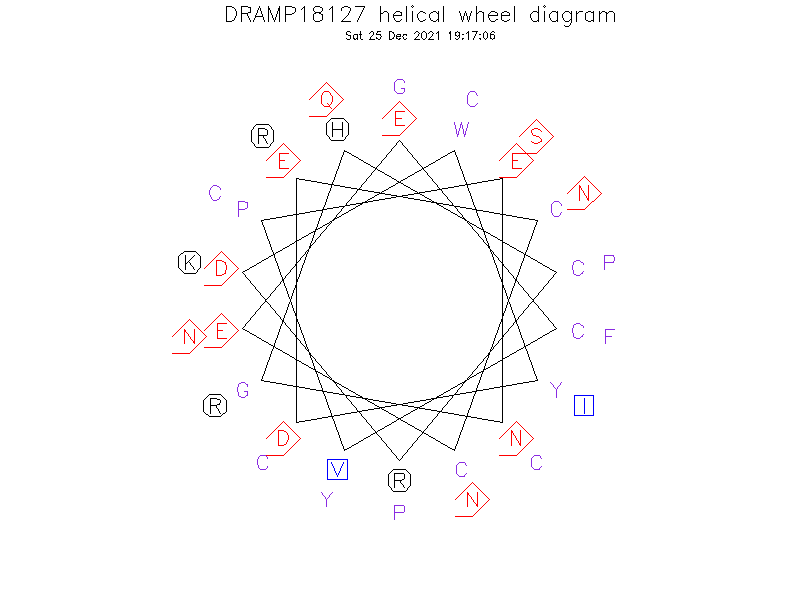 DRAMP18127 helical wheel diagram
Sat 25 Dec 2021 19:17:06
G
Q C
E
R H W S
E E
C N
P C
K D C P
N E C F
G Y
R I
D N
C V C C
R
Y N
P